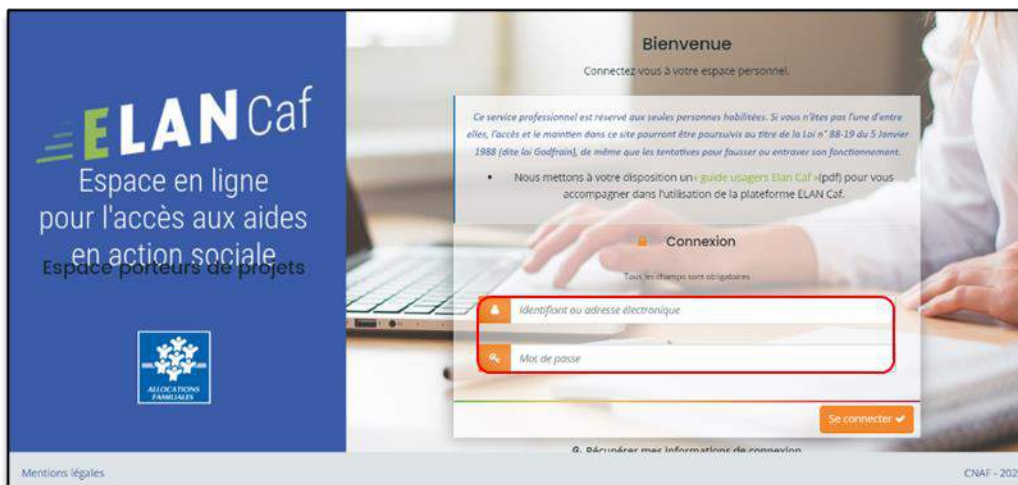 ELAN Caf
Espace en ligne
pour l'accès aux aides
en action sociale
Espace porteurs de projets
ALLOCATIONS
FAMILIALES
Bienvenue
Connectez-vous à votre espace personnel.
Ce service professionnel est réservé aux seules personnes habilitées. Si vous n'êtes pas l'une d'entre
elles, l'accès et le maintien dans ce site pourront être poursuivis au titre de la Loi n° 88-19 du 5 Janvier
1988 (dite loi Godfrain), de même que les tentatives pour fausser ou entraver son fonctionnement.
• Nous mettons à votre disposition un « guide usagers Elan Caf »(pdf) pour vous
accompagner dans l'utilisation de la plateforme ELAN Caf.
Connexion
Tous les champs sont obligatoires
Identifiant ou adresse électronique
Mot de passe
Se connecter
Récupérer mes informations de connexion
Mentions légales
CNAF - 202